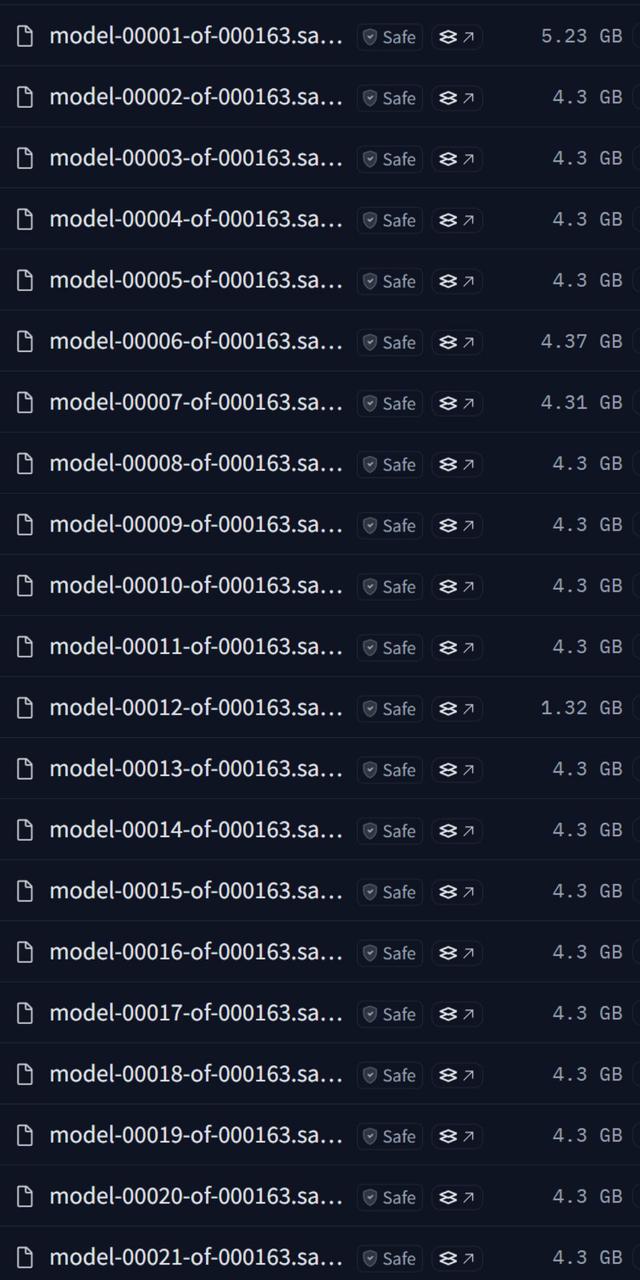 model-00001-of-000163.sa... Safe 5.23 GB
model-00002-of-000163.sa... Safe 4.3 GB
model-00003-of-000163.sa... Safe 4.3 GB
model-00004-of-000163.sa... Safe 4.3 GB
model-00005-of-000163.sa... Safe 4.3 GB
model-00006-of-000163.sa... Safe 4.37 GB
model-00007-of-000163.sa... Safe 4.31 GB
model-00008-of-000163.sa... Safe 4.3 GB
model-00009-of-000163.sa... Safe 4.3 GB
model-00010-of-000163.sa... Safe 4.3 GB
model-00011-of-000163.sa... Safe 4.3 GB
model-00012-of-000163.sa... Safe 1.32 GB
model-00013-of-000163.sa... Safe 4.3 GB
model-00014-of-000163.sa... Safe 4.3 GB
model-00015-of-000163.sa... Safe 4.3 GB
model-00016-of-000163.sa... Safe 4.3 GB
model-00017-of-000163.sa... Safe 4.3 GB
model-00018-of-000163.sa... Safe 4.3 GB
model-00019-of-000163.sa... Safe 4.3 GB
model-00020-of-000163.sa... Safe 4.3 GB
model-00021-of-000163.sa... Safe 4.3 GB